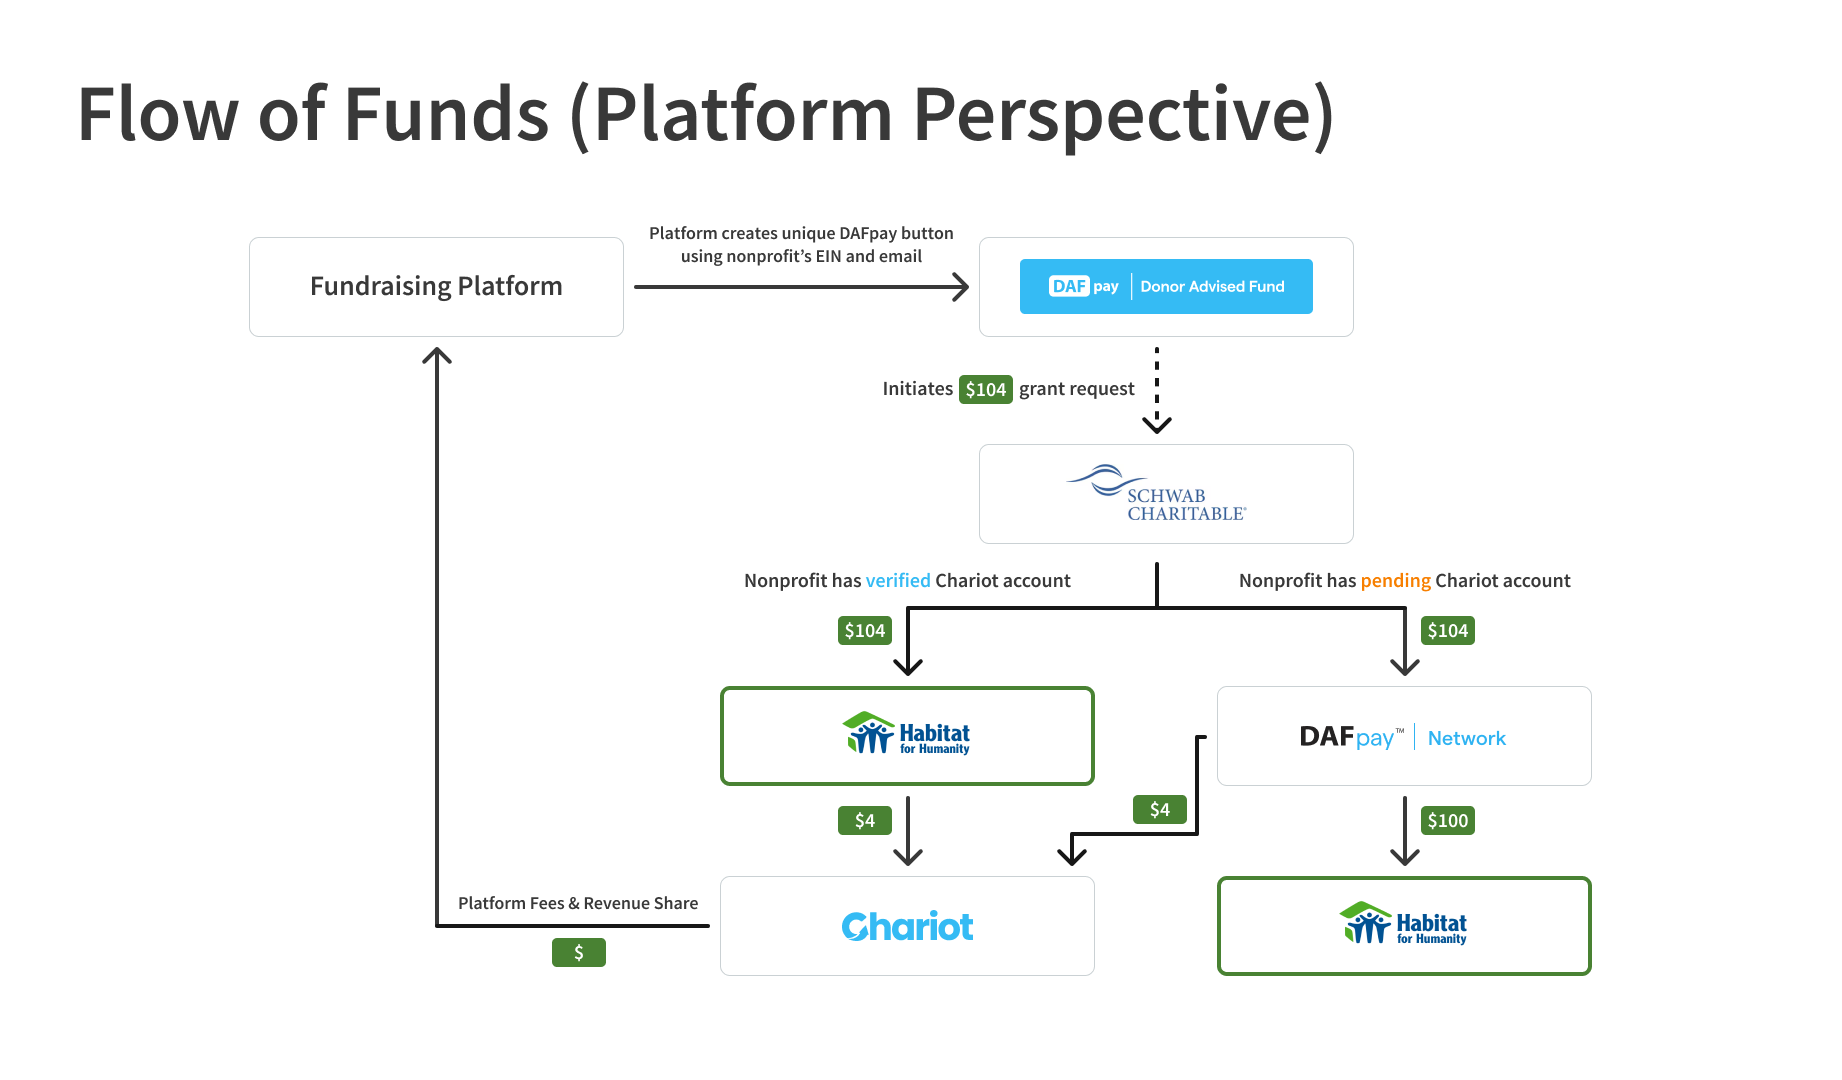 Flow of Funds (Platform Perspective)
Platform creates unique DAFpay button
using nonprofit's EIN and email
Fundraising Platform
DAF pay | Donor Advised Fund
Initiates $104 grant request
SCHWAB
CHARITABLE®
Nonprofit has verified Chariot account
Nonprofit has pending Chariot account
$104
$104
Habitat
for Humanity
DAFpay™ | Network
$4
$4
$100
Platform Fees & Revenue Share
$
Chariot
Habitat
for Humanity